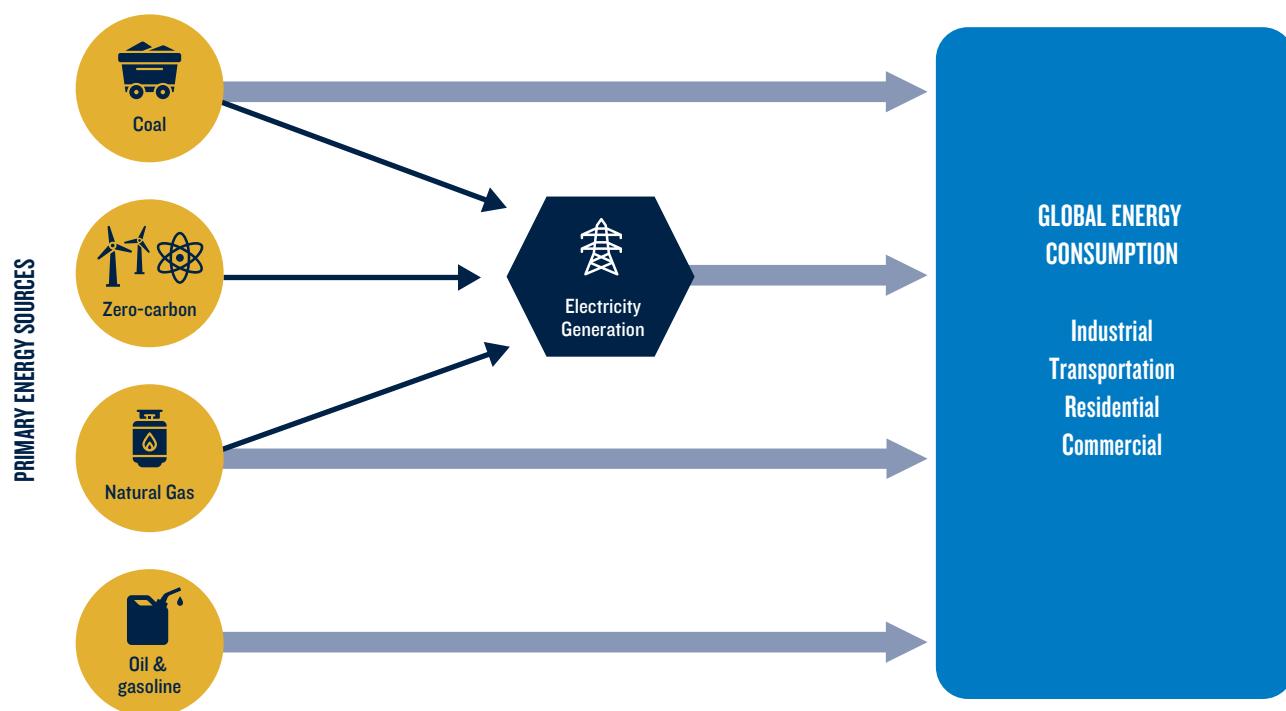 PRIMARY ENERGY SOURCES
Coal
Zero-carbon
Natural Gas
Oil &
gasoline
Electricity
Generation
GLOBAL ENERGY
CONSUMPTION
Industrial
Transportation
Residential
Commercial